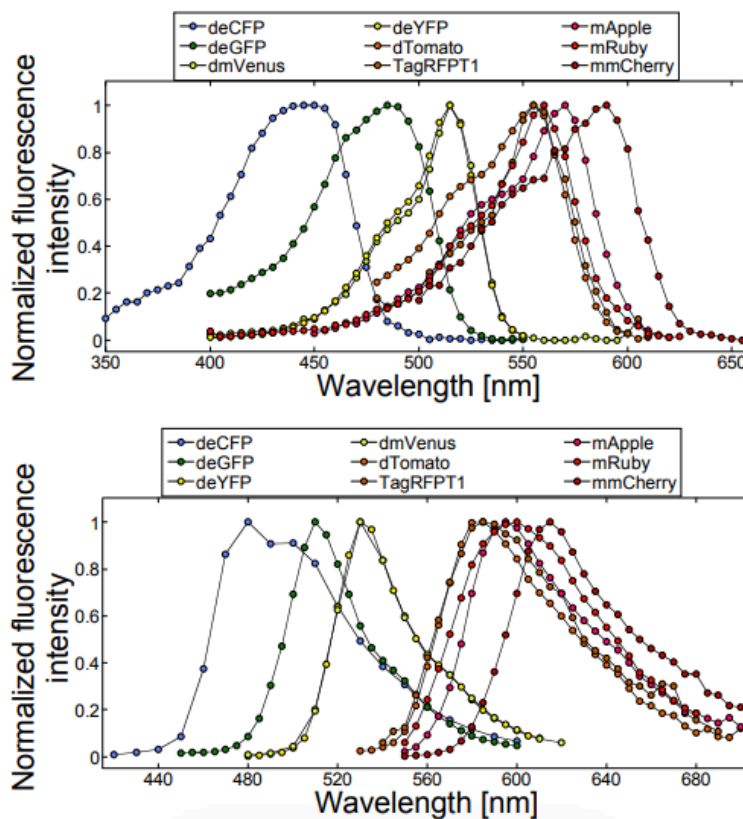 deCFP deYFP mApple
deGFP dTomato mRuby
dmVenus TagRFPT1 mmCherry
1
0.8
0.6
0.4
0.2
0
Normalized fluorescence
intensity
350 400 450 500 550 600 650
Wavelength [nm]
deCFP dmVenus mApple
deGFP dTomato mRuby
deYFP TagRFPT1 mmCherry
1
0.8
0.6
0.4
0.2
0
Normalized fluorescence
intensity
440 480 520 560 600 640 680
Wavelength [nm]